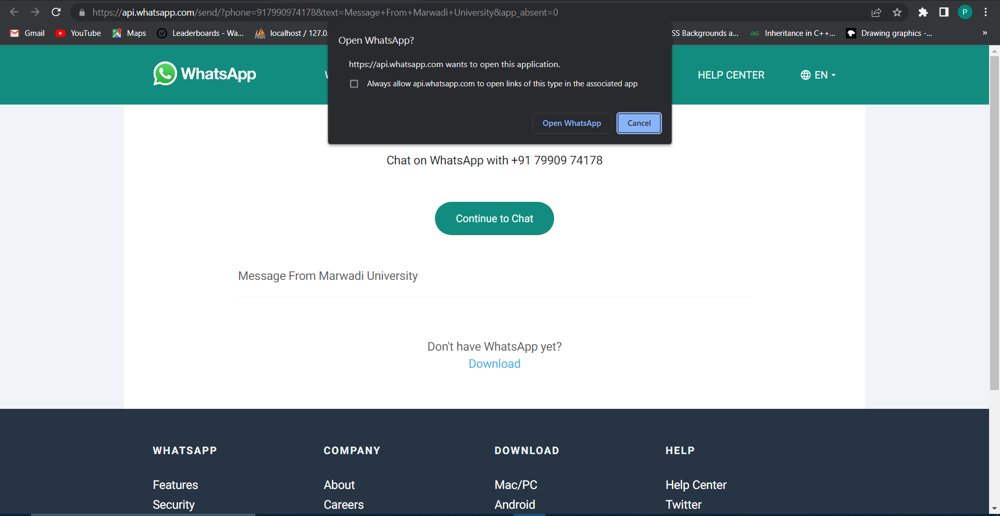 https://api.whatsapp.com/send/?phone=917990974178&text=Message+From+Marwadi+University&app_absent=0
P
Gmail
YouTube
Maps
Leaderboards - Wa...
localhost / 127.0.
SS Backgrounds a...
Inheritance in C++...
Drawing graphics -...
»
Open WhatsApp?
https://api.whatsapp.com wants to open this application.
Always allow api.whatsapp.com to open links of this type in the associated app
Open WhatsApp
Cancel
WhatsApp
HELP CENTER
EN
Chat on WhatsApp with +91 79909 74178
Continue to Chat
Message From Marwadi University
Don't have WhatsApp yet?
Download
WHATSAPP
COMPANY
DOWNLOAD
HELP
Features
About
Mac/PC
Help Center
Security
Careers
Android
Twitter